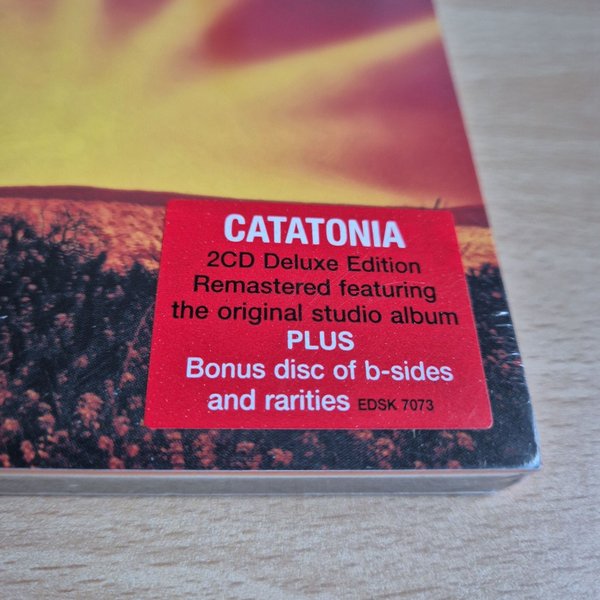 CATATONIA
2CD Deluxe Edition
Remastered featuring
the original studio album
PLUS
Bonus disc of b-sides
and rarities EDSK 7073